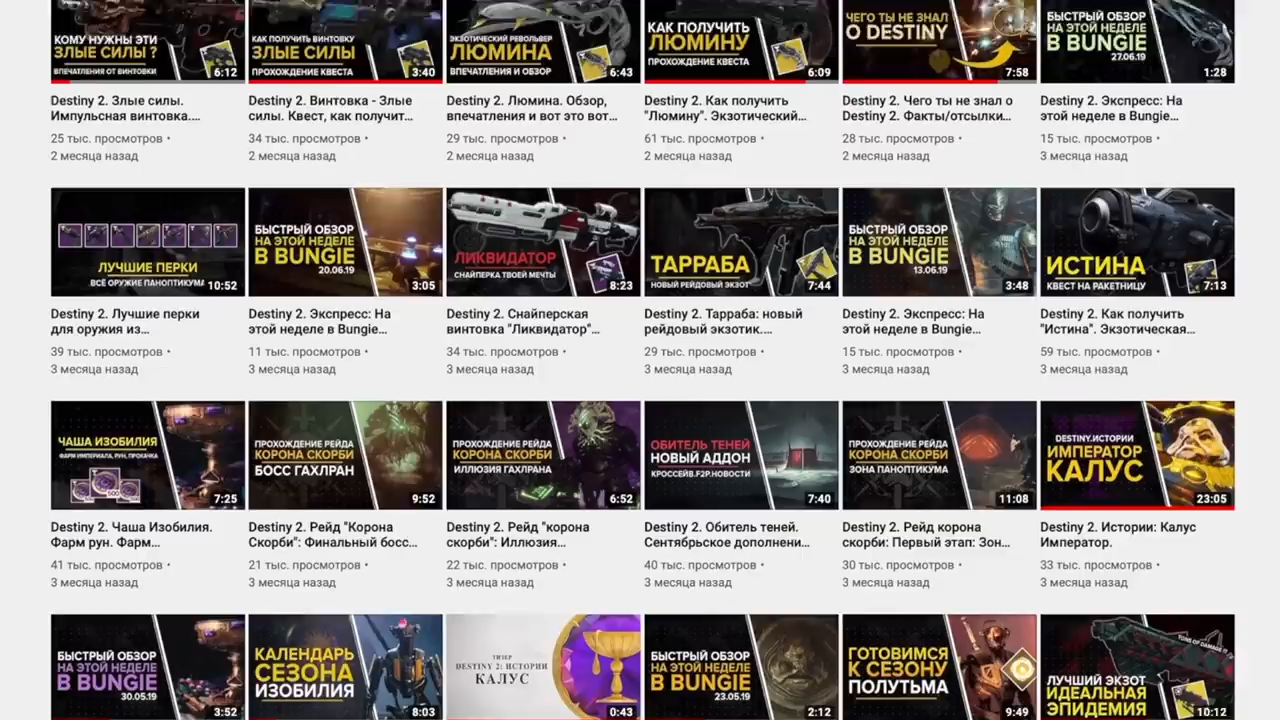 КОМУ НУЖНЫ ЭТИ
ЗЛЫЕ СИЛЫ ?
ВПЕЧАТЛЕНИЯ ОТ ВИНТОВКИ
6:12
КАК ПОЛУЧИТЬ ВИНТОВКУ
ЗЛЫЕ СИЛЫ
ПРОХОЖДЕНИЕ КВЕСТА
3:40
ЭКЗОТИЧЕСКИЙ РЕВОЛЬВЕР
ЛЮМИНА
ВПЕЧАТЛЕНИЯ И ОБЗОР
6:43
КАК ПОЛУЧИТЬ
ЛЮМИНУ
ПРОХОЖДЕНИЕ КВЕСТА
6:09
ЧЕГО ТЫ НЕ ЗНАЛ
О DESTINY
7:58
БЫСТРЫЙ ОБЗОР
НА ЭТОЙ НЕДЕЛЕ
В BUNGIE
27.06.19
1:28
Destiny 2. Злые силы.
Импульсная винтовка....
25 тыс. просмотров •
2 месяца назад
Destiny 2. Винтовка - Злые
силы. Квест, как получит...
34 тыс. просмотров •
2 месяца назад
Destiny 2. Люмина. Обзор,
впечатления и вот это вот...
29 тыс. просмотров •
2 месяца назад
Destiny 2. Как получить
"Люмину". Экзотический...
61 тыс. просмотров •
2 месяца назад
Destiny 2. Чего ты не знал о
Destiny 2. Факты/отсылки...
28 тыс. просмотров •
2 месяца назад
Destiny 2. Экспресс: На
этой неделе в Bungie...
15 тыс. просмотров •
3 месяца назад
ЛУЧШИЕ ПЕРКИ
ВСЁ ОРУЖИЕ ПАНОПТИКУМА
10:52
БЫСТРЫЙ ОБЗОР
НА ЭТОЙ НЕДЕЛЕ
В BUNGIE
20.06.19
3:05
ЛИКВИДАТОР
СНАЙПЕРКА ТВОЕЙ МЕЧТЫ
8:23
ТАРРАБА
НОВЫЙ РЕЙДОВЫЙ ЭКЗОТ
7:44
БЫСТРЫЙ ОБЗОР
НА ЭТОЙ НЕДЕЛЕ
В BUNGIE
13.06.19
3:48
ИСТИНА
КВЕСТ НА РАКЕТНИЦУ
7:13
Destiny 2. Лучшие перки
для оружия из...
39 тыс. просмотров •
3 месяца назад
Destiny 2. Экспресс: На
этой неделе в Bungie...
11 тыс. просмотров •
3 месяца назад
Destiny 2. Снайперская
винтовка "Ликвидатор"...
34 тыс. просмотров •
3 месяца назад
Destiny 2. Тарраба: новый
рейдовый экзотик....
29 тыс. просмотров •
3 месяца назад
Destiny 2. Экспресс: На
этой неделе в Bungie...
15 тыс. просмотров •
3 месяца назад
Destiny 2. Как получить
"Истина". Экзотическая...
59 тыс. просмотров •
3 месяца назад
ЧАША ИЗОБИЛИЯ
ФАРМ ИМПЕРИАЛА, РУН, ПРОКАЧКА
7:25
ПРОХОЖДЕНИЕ РЕЙДА
КОРОНА СКОРБИ
БОСС ГАХЛРАН
9:52
ПРОХОЖДЕНИЕ РЕЙДА
КОРОНА СКОРБИ
ИЛЛЮЗИЯ ГАХЛРАНА
6:52
ОБИТЕЛЬ ТЕНЕЙ
НОВЫЙ АДДОН
КРОССЕЙВ.F2P.НОВОСТИ
7:40
ПРОХОЖДЕНИЕ РЕЙДА
КОРОНА СКОРБИ
ЗОНА ПАНОПТИКУМА
11:08
DESTINY.ИСТОРИИ
ИМПЕРАТОР
КАЛУС
23:05
Destiny 2. Чаша Изобилия.
Фарм рун. Фарм...
41 тыс. просмотров •
3 месяца назад
Destiny 2. Рейд "Корона
Скорби": Финальный босс...
21 тыс. просмотров •
3 месяца назад
Destiny 2. Рейд "корона
скорби": Иллюзия...
22 тыс. просмотров •
3 месяца назад
Destiny 2. Обитель теней.
Сентябрьское дополнени...
40 тыс. просмотров •
3 месяца назад
Destiny 2. Рейд корона
скорби: Первый этап: Зон...
30 тыс. просмотров •
3 месяца назад
Destiny 2. Истории: Калус
Император.
33 тыс. просмотров •
3 месяца назад
БЫСТРЫЙ ОБЗОР
НА ЭТОЙ НЕДЕЛЕ
В BUNGIE
30.05.19
3:52
КАЛЕНДАРЬ
СЕЗОНА
ИЗОБИЛИЯ
8:03
ТИЗЕР
DESTINY 2: ИСТОРИИ
КАЛУС
0:43
БЫСТРЫЙ ОБЗОР
НА ЭТОЙ НЕДЕЛЕ
В BUNGIE
23.05.19
2:12
ГОТОВИМСЯ
К СЕЗОНУ
ПОЛУТЬМА
9:49
TONS OF DAMAGE !!!
ЛУЧШИЙ ЭКЗОТ
ИДЕАЛЬНАЯ
ЭПИДЕМИЯ
10:12